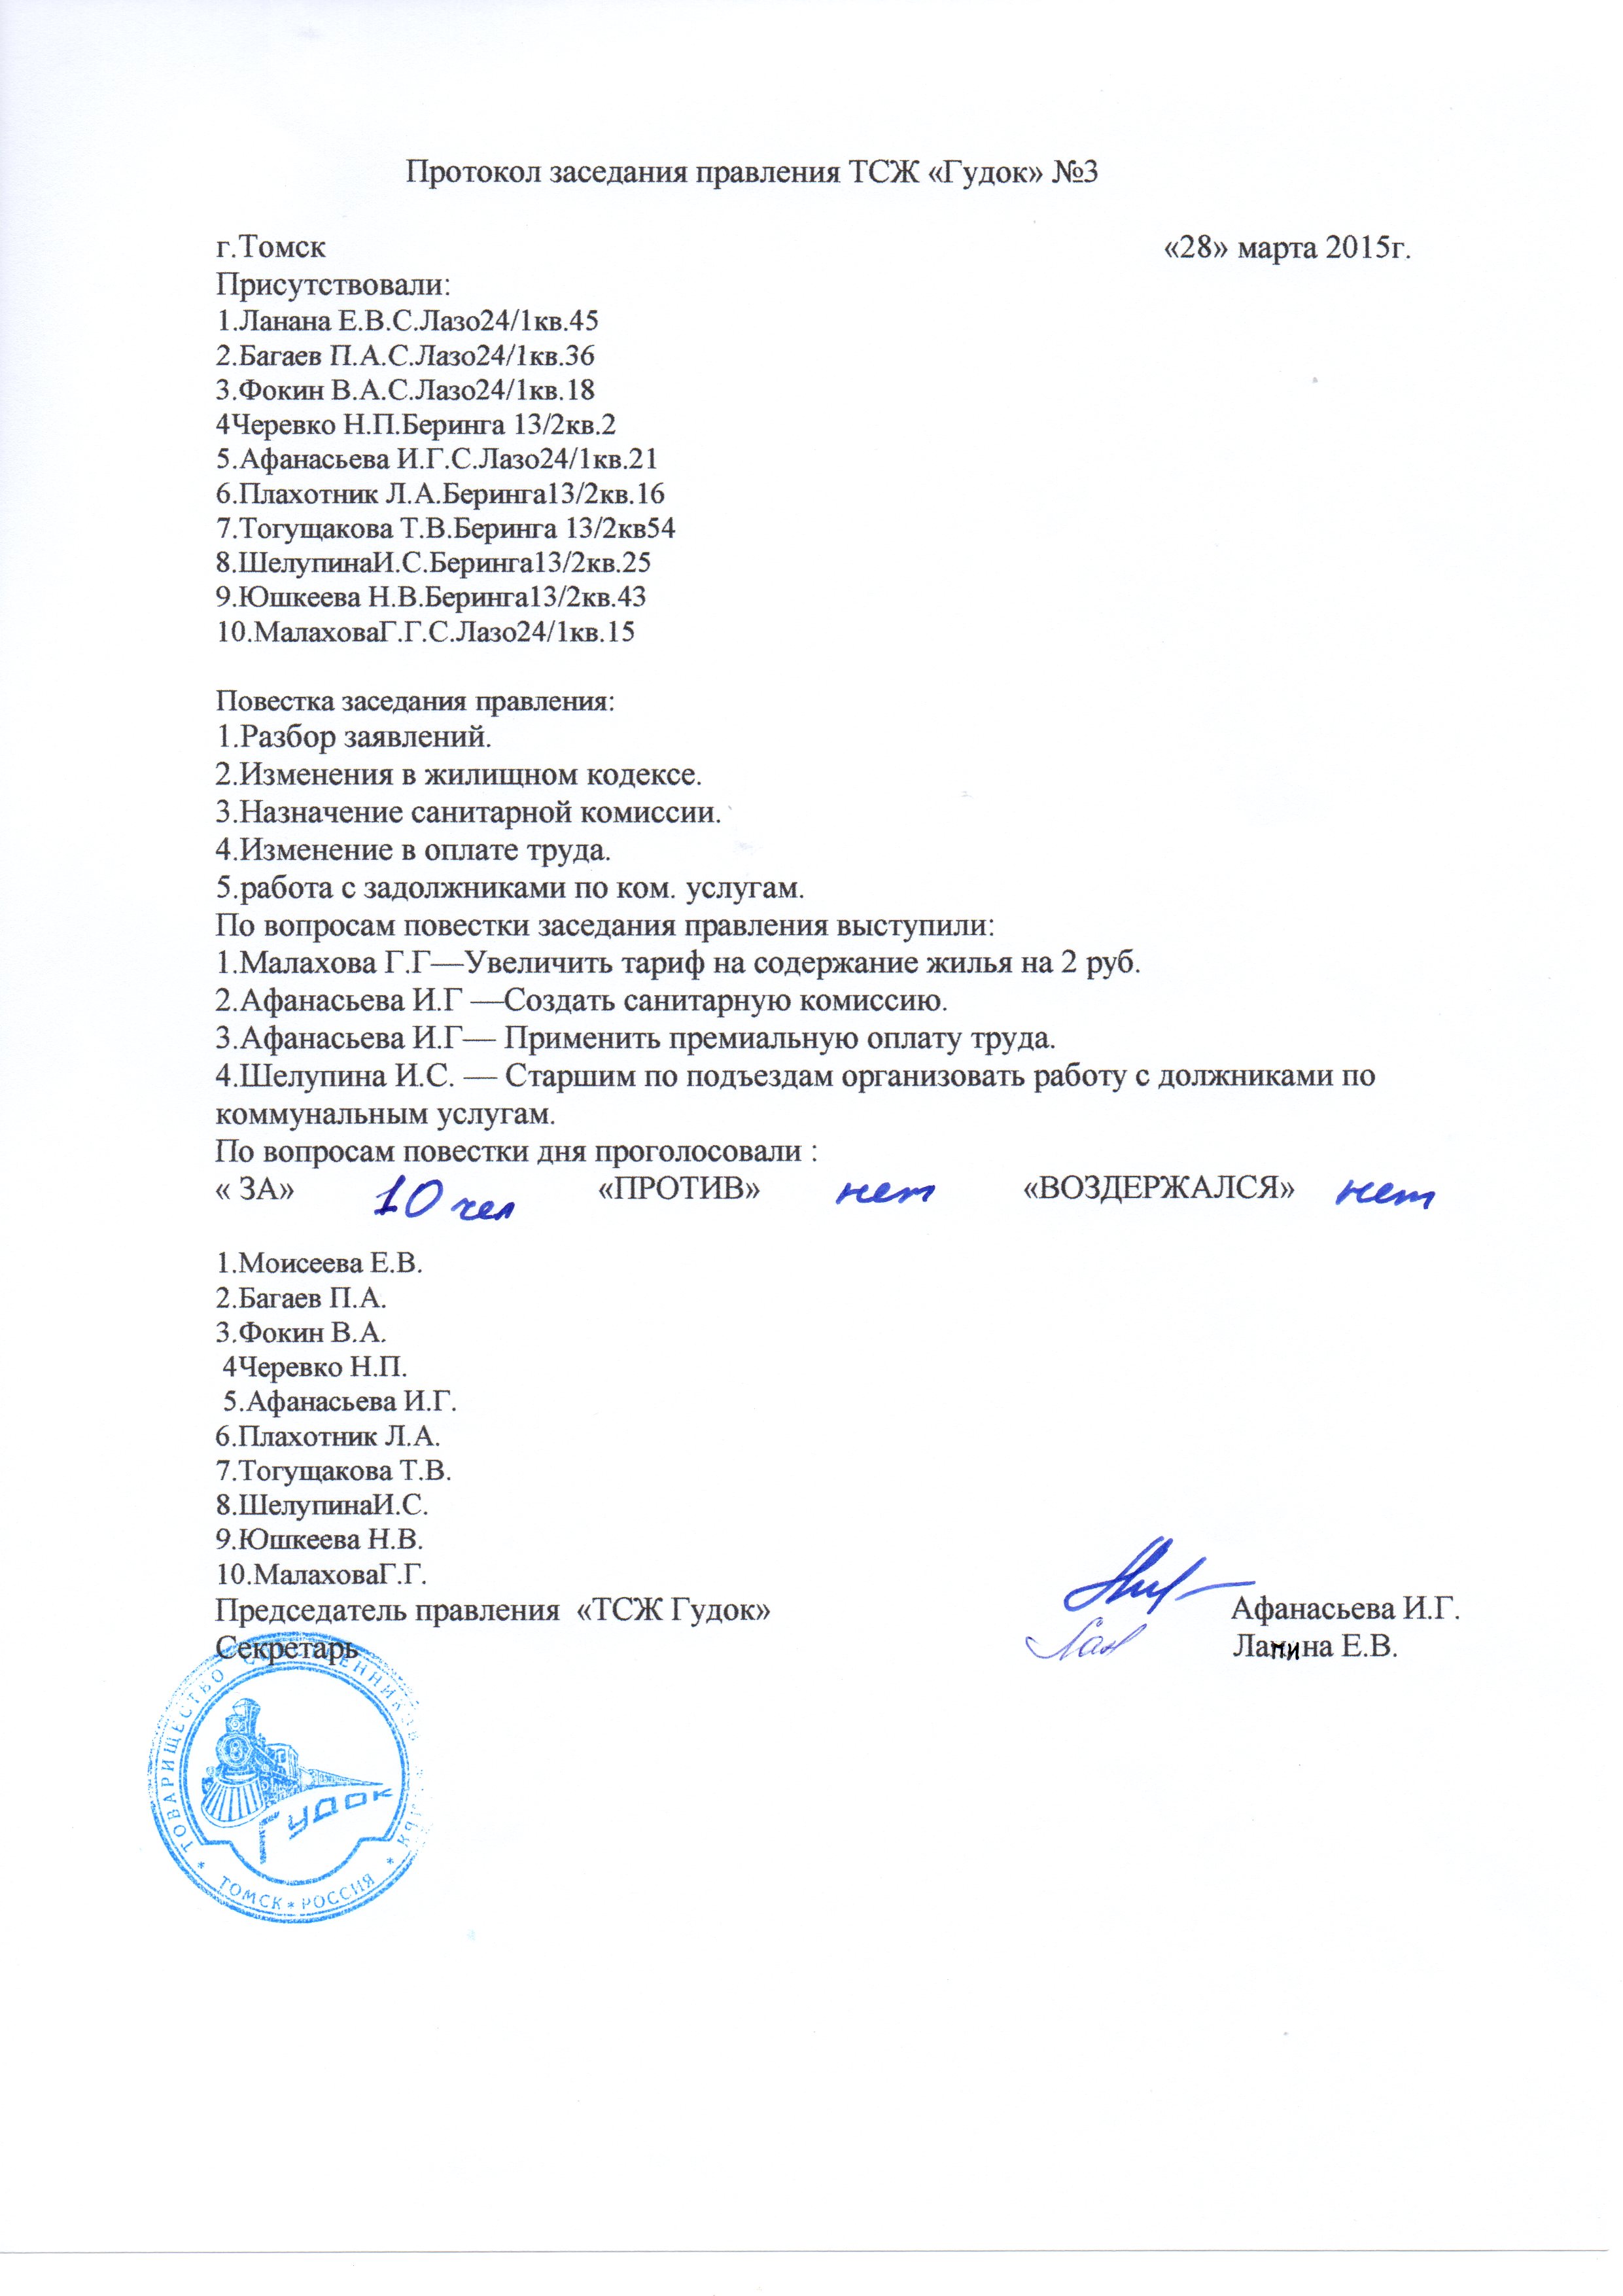 Протокол заседания правления ТСЖ «Гудок» №3
г.Томск «28» марта 2015г.
Присутствовали:
1.Ланана Е.В.С.Лазо24/1кв.45
2.Багаев П.А.С.Лазо24/1кв.36
3.Фокин В.А.С.Лазо24/1кв.18
4Черевко Н.П.Беринга 13/2кв.2
5.Афанасьева И.Г.С.Лазо24/1кв.21
6.Плахотник Л.А.Беринга13/2кв.16
7.Тогущакова Т.В.Беринга 13/2кв54
8.ШелупинаИ.С.Беринга13/2кв.25
9.Юшкеева Н.В.Беринга13/2кв.43
10.МалаховаГ.Г.С.Лазо24/1кв.15
Повестка заседания правления:
1.Разбор заявлений.
2.Изменения в жилищном кодексе.
3.Назначение санитарной комиссии.
4.Изменение в оплате труда.
5.работа с задолжниками по ком. услугам.
По вопросам повестки заседания правления выступили:
1.Малахова Г.Г—Увеличить тариф на содержание жилья на 2 руб.
2.Афанасьева И.Г —Создать санитарную комиссию.
3.Афанасьева И.Г— Применить премиальную оплату труда.
4.Шелупина И.С. — Старшим по подъездам организовать работу с должниками по
коммунальным услугам.
По вопросам повестки дня проголосовали :
« ЗА» 10 чел «ПРОТИВ» нет «ВОЗДЕРЖАЛСЯ» нет
1.Моисеева Е.В.
2.Багаев П.А.
3.Фокин В.А.
4Черевко Н.П.
5.Афанасьева И.Г.
6.Плахотник Л.А.
7.Тогущакова Т.В.
8.ШелупинаИ.С.
9.Юшкеева Н.В.
10.МалаховаГ.Г.
Председатель правления «ТСЖ Гудок» Афанасьева И.Г.
Секретарь Лапина Е.В.
ТОВАРИЩЕСТВО
Гудок
* ТОМСК * РОССИЯ *